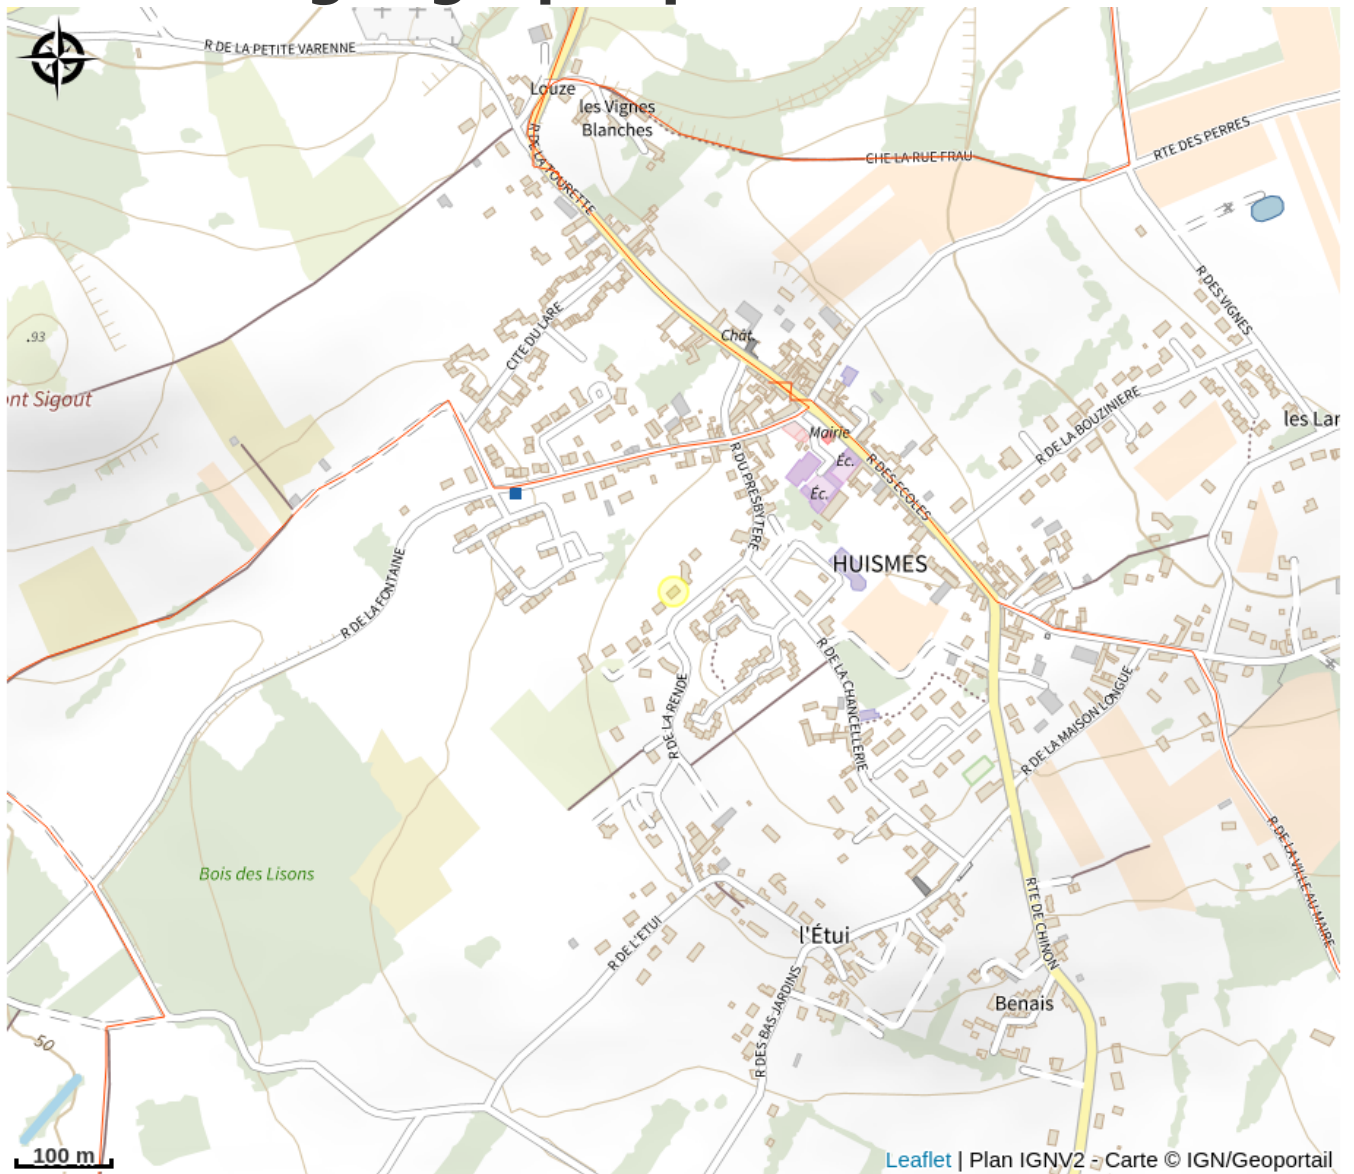 R DE LA PETITE VARENNE
Louze
les Vignes
Blanches
R DE LA TOURETTE
CHE LA RUE FRAU
RTE DES PERRES
R DES VIGNES
CITE DU LARE
Chât.
.93
nt Sigout
Mairie
Éc.
Éc.
R DES ECOLES
R DE LA BOUZINIERE
les Lar
R DU PRESBYTERE
HUISMES
R DE LA FONTAINE
R DE LA RENDE
R DE LA CHANCELLERIE
R DE LA MAISON LONGUE
R DE LA VILLE AU MAIRE
Bois des Lisons
RTE DE CHINON
R DE L'ETUI
l'Étui
R DES BAS JARDINS
Benais
50
100 m
Leaflet | Plan IGNV2 - Carte © IGN/Geoportail